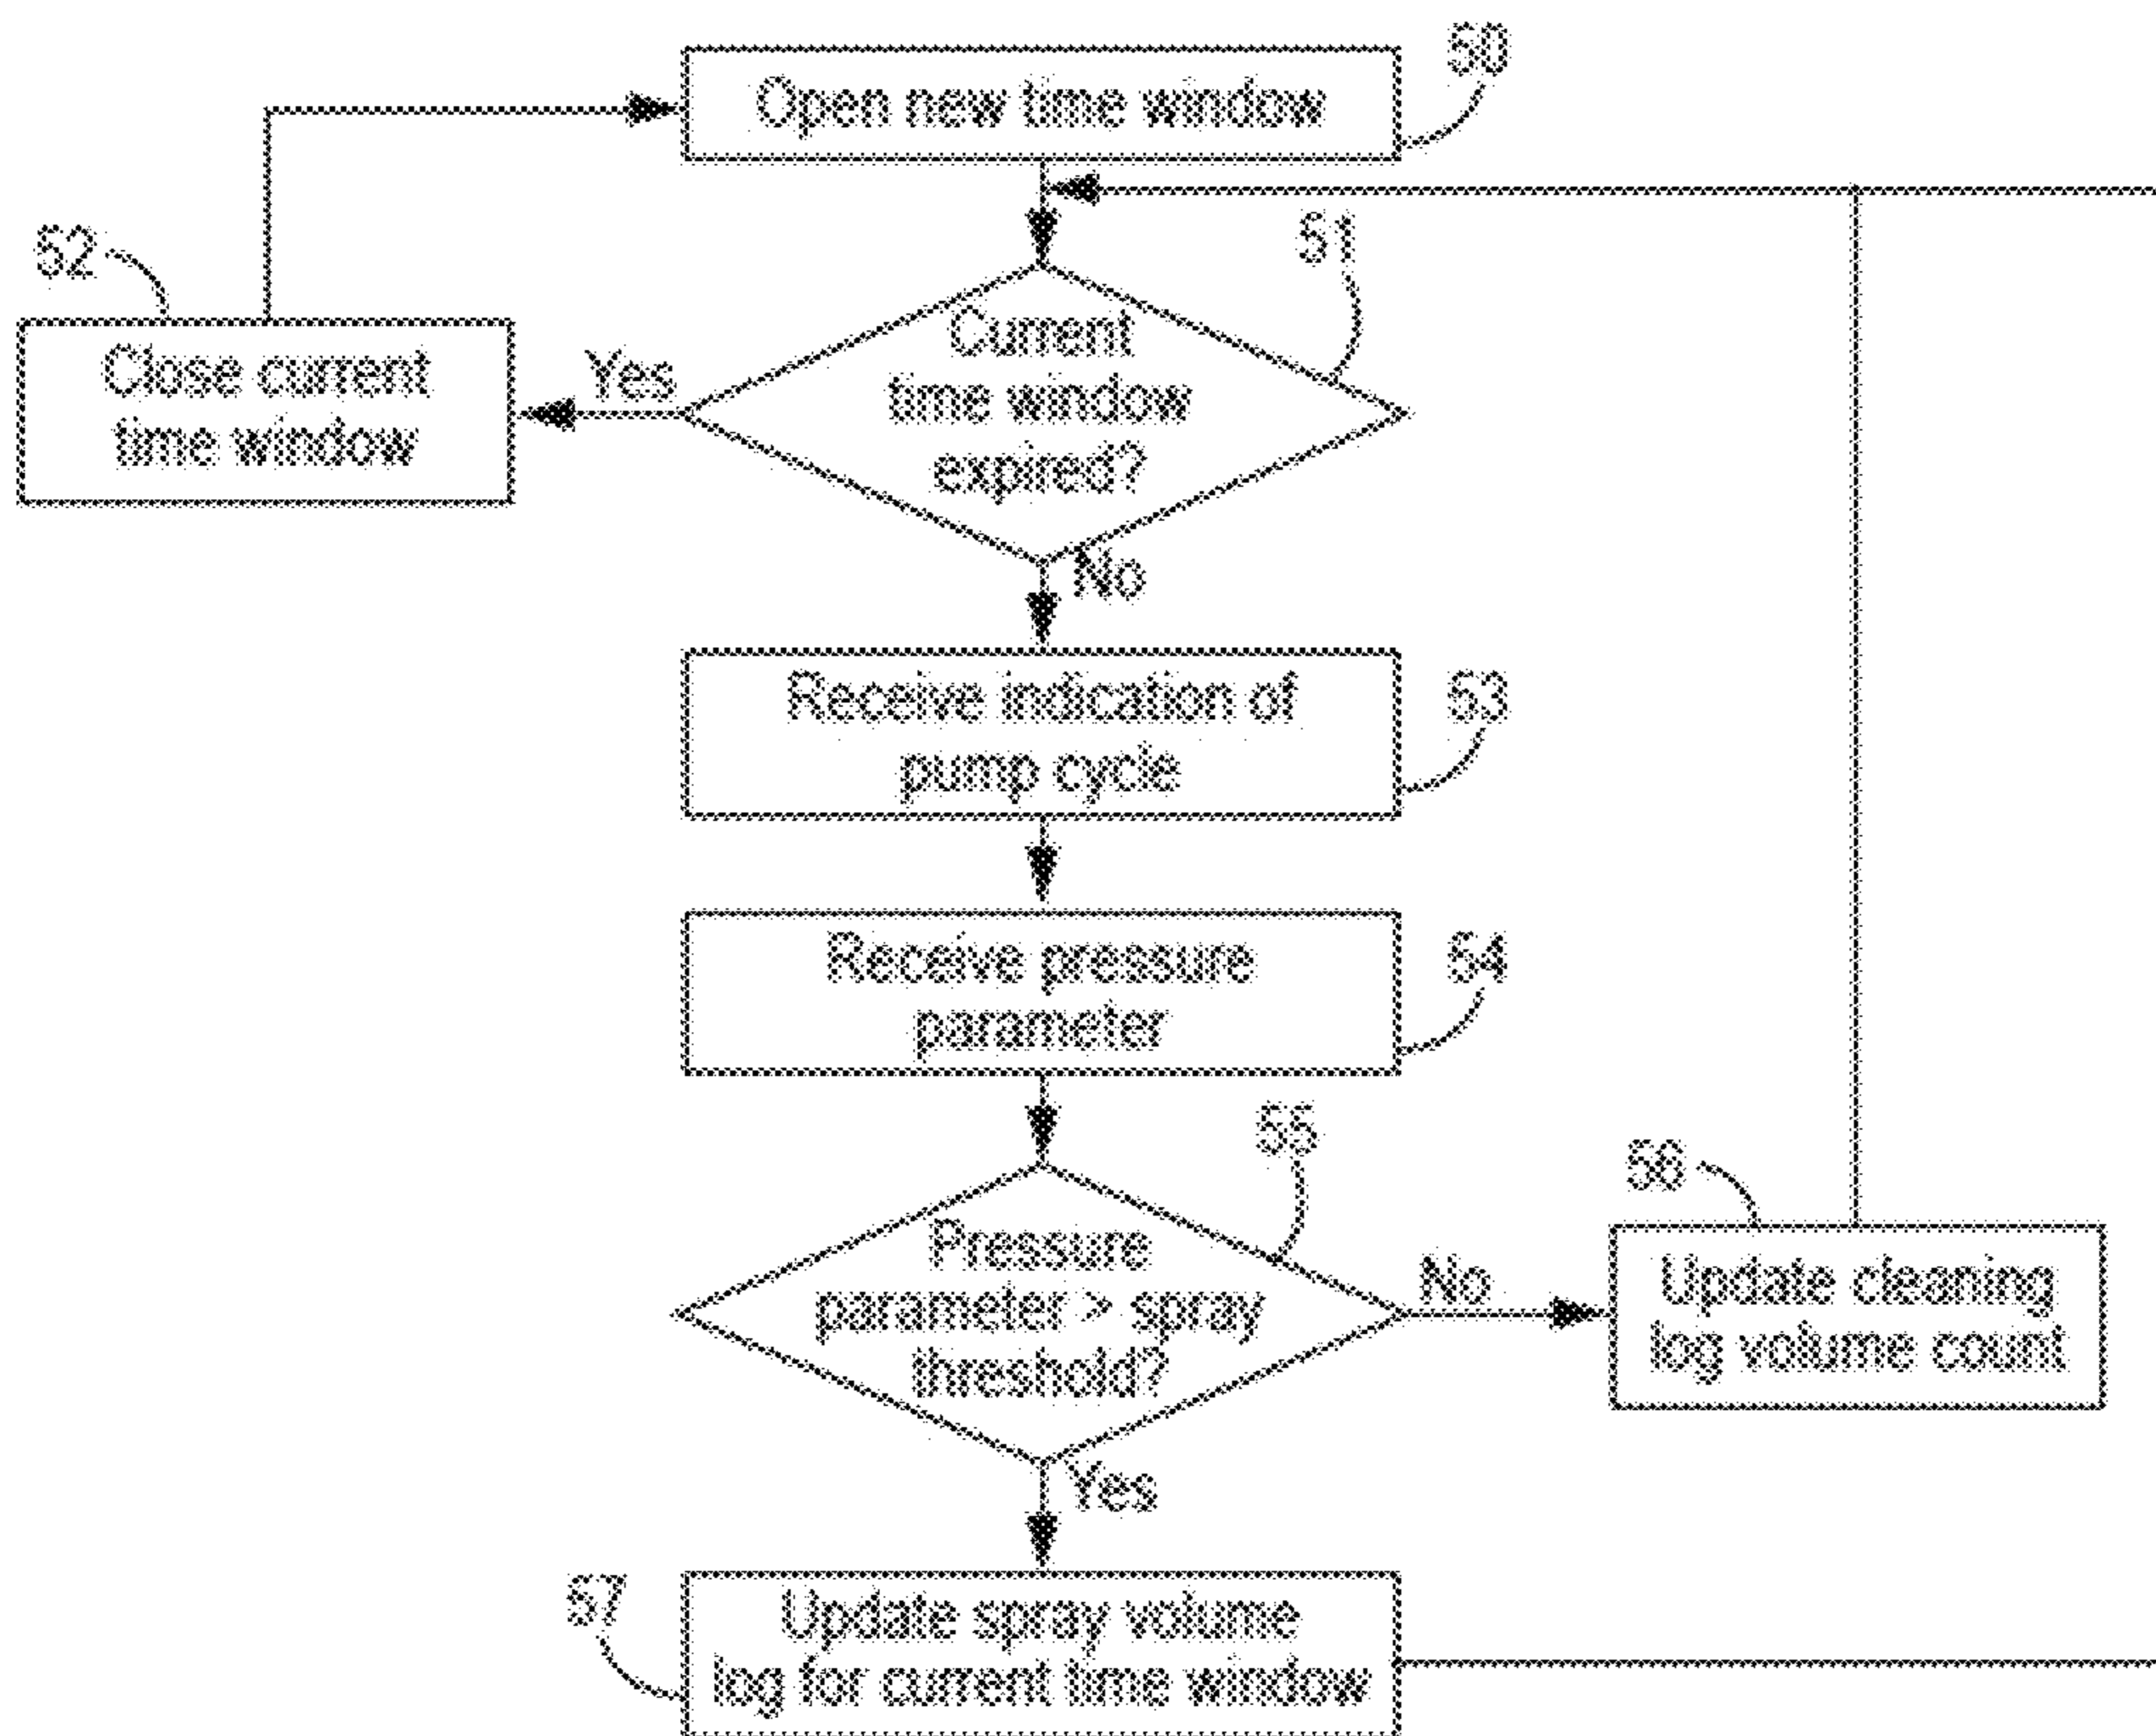 50
Open new time window
51
52
Current
time window
expired?
Yes
Close current
time window
No
Receive indication of
pump cycle
53
Receive pressure
parameter
54
55
Pressure
parameter > spray
threshold?
No
56
Update cleaning
log volume count
Yes
57
Update spray volume
log for current time window